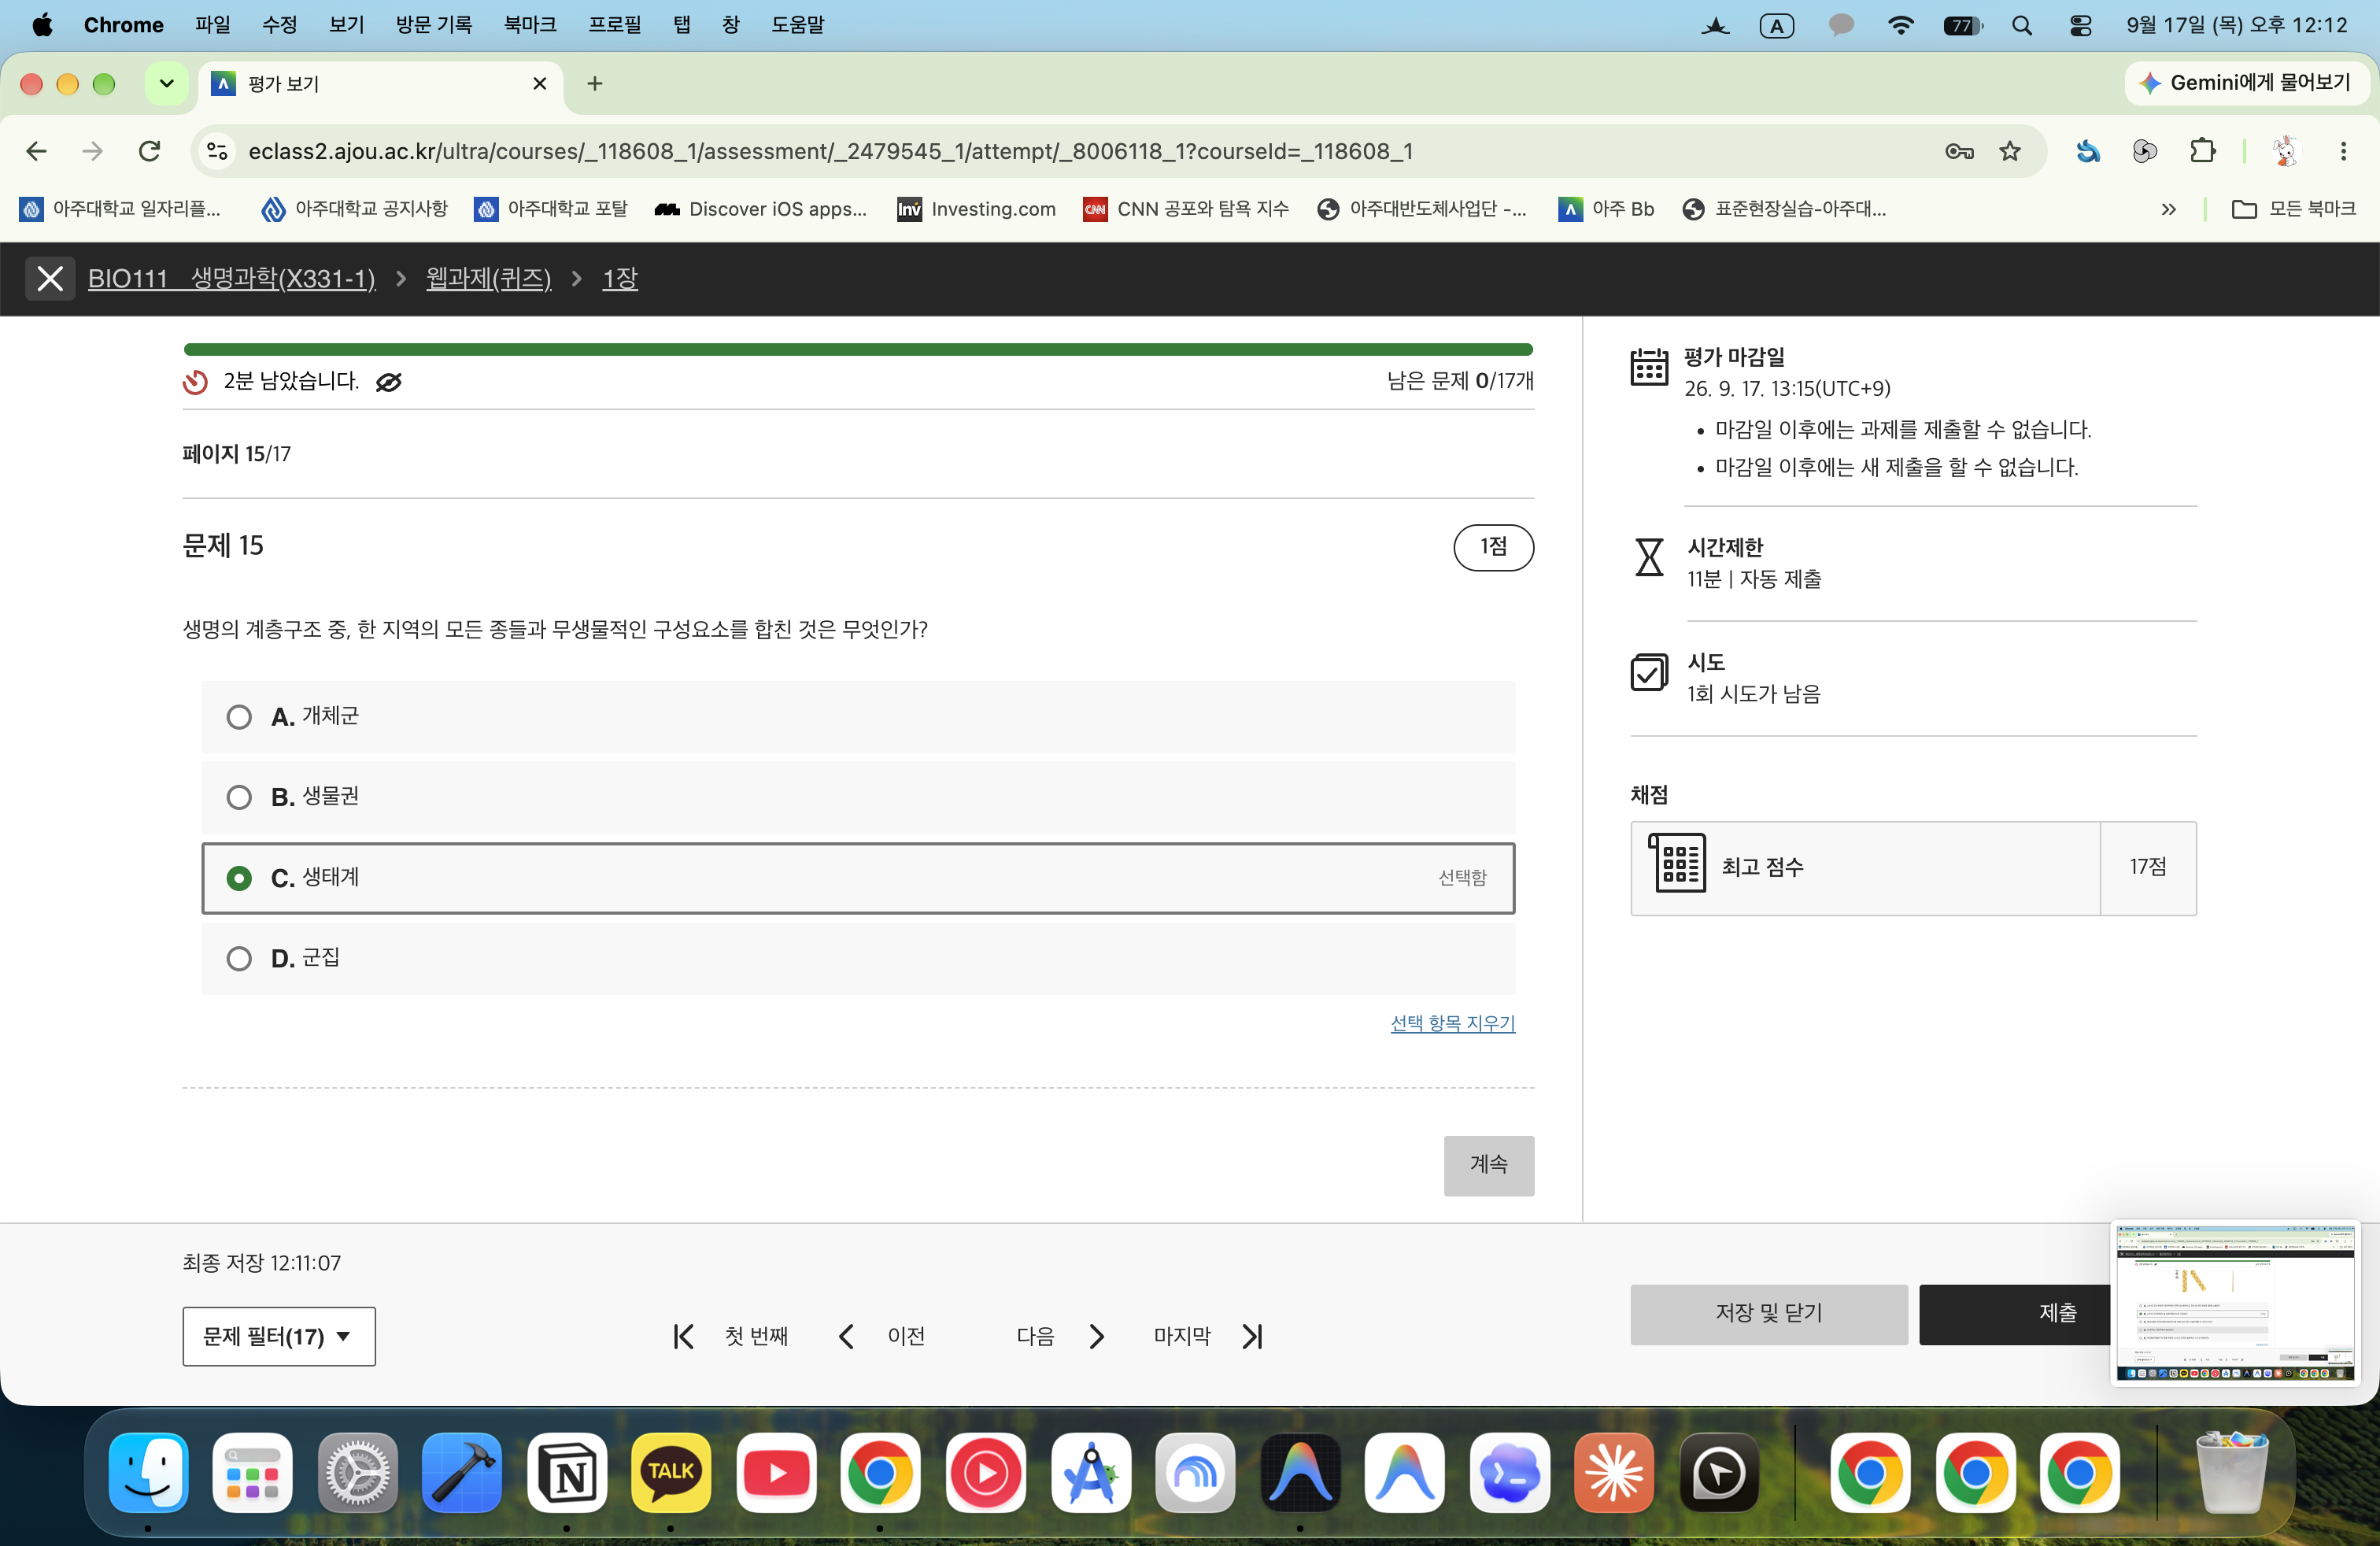 Chrome 파일 수정 보기 방문 기록 북마크 프로필 탭 창 도움말 A 77 9월 17일 (목) 오후 12:12
평가 보기 Gemini에게 물어보기
eclass2.ajou.ac.kr/ultra/courses/_118608_1/assessment/_2479545_1/attempt/_8006118_1?courseId=_118608_1
아주대학교 일자리플... 아주대학교 공지사항 아주대학교 포탈 Discover iOS apps... Inv Investing.com CNN CNN 공포와 탐욕 지수 아주대반도체사업단 -... 아주 Bb 표준현장실습-아주대... 모든 북마크
BIO111 생명과학(X331-1) 웹과제(퀴즈) 1장
2분 남았습니다. 남은 문제 0/17개
페이지 15/17
문제 15 1점
생명의 계층구조 중, 한 지역의 모든 종들과 무생물적인 구성요소를 합친 것은 무엇인가?
A. 개체군
B. 생물권
C. 생태계 선택함
D. 군집
선택 항목 지우기
계속
평가 마감일
26. 9. 17. 13:15(UTC+9)
• 마감일 이후에는 과제를 제출할 수 없습니다.
• 마감일 이후에는 새 제출을 할 수 없습니다.
시간제한
11분 | 자동 제출
시도
1회 시도가 남음
채점
최고 점수 17점
최종 저장 12:11:07
문제 필터(17) 첫 번째 이전 다음 마지막 저장 및 닫기 제출
N TALK